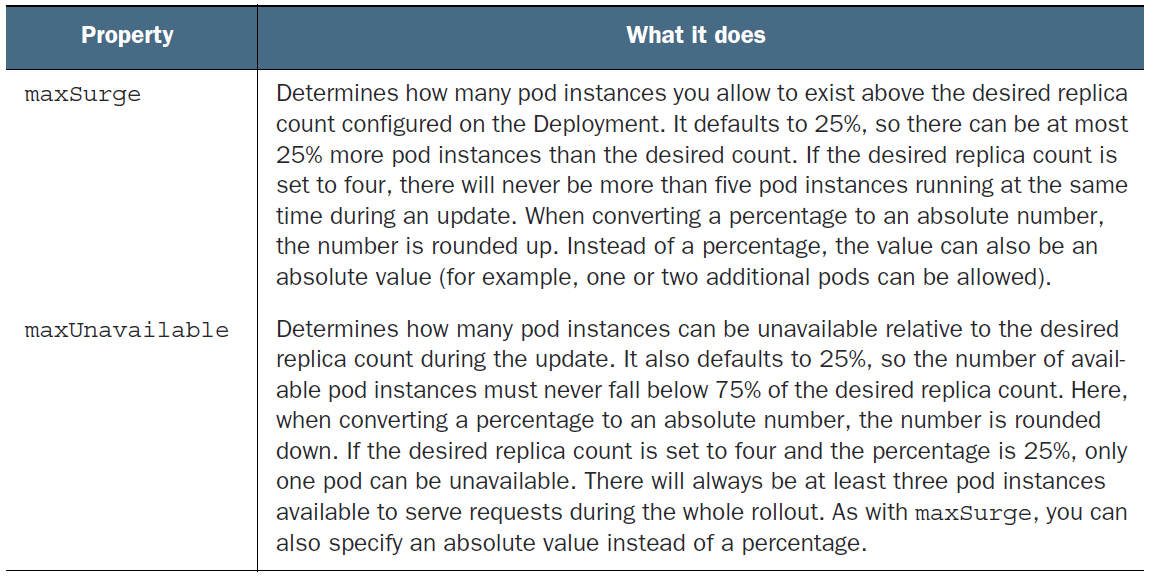 Property
What it does
maxSurge
Determines how many pod instances you allow to exist above the desired replica
count configured on the Deployment. It defaults to 25%, so there can be at most
25% more pod instances than the desired count. If the desired replica count is
set to four, there will never be more than five pod instances running at the same
time during an update. When converting a percentage to an absolute number,
the number is rounded up. Instead of a percentage, the value can also be an
absolute value (for example, one or two additional pods can be allowed).
maxUnavailable
Determines how many pod instances can be unavailable relative to the desired
replica count during the update. It also defaults to 25%, so the number of avail-
able pod instances must never fall below 75% of the desired replica count. Here,
when converting a percentage to an absolute number, the number is rounded
down. If the desired replica count is set to four and the percentage is 25%, only
one pod can be unavailable. There will always be at least three pod instances
available to serve requests during the whole rollout. As with maxSurge, you can
also specify an absolute value instead of a percentage.